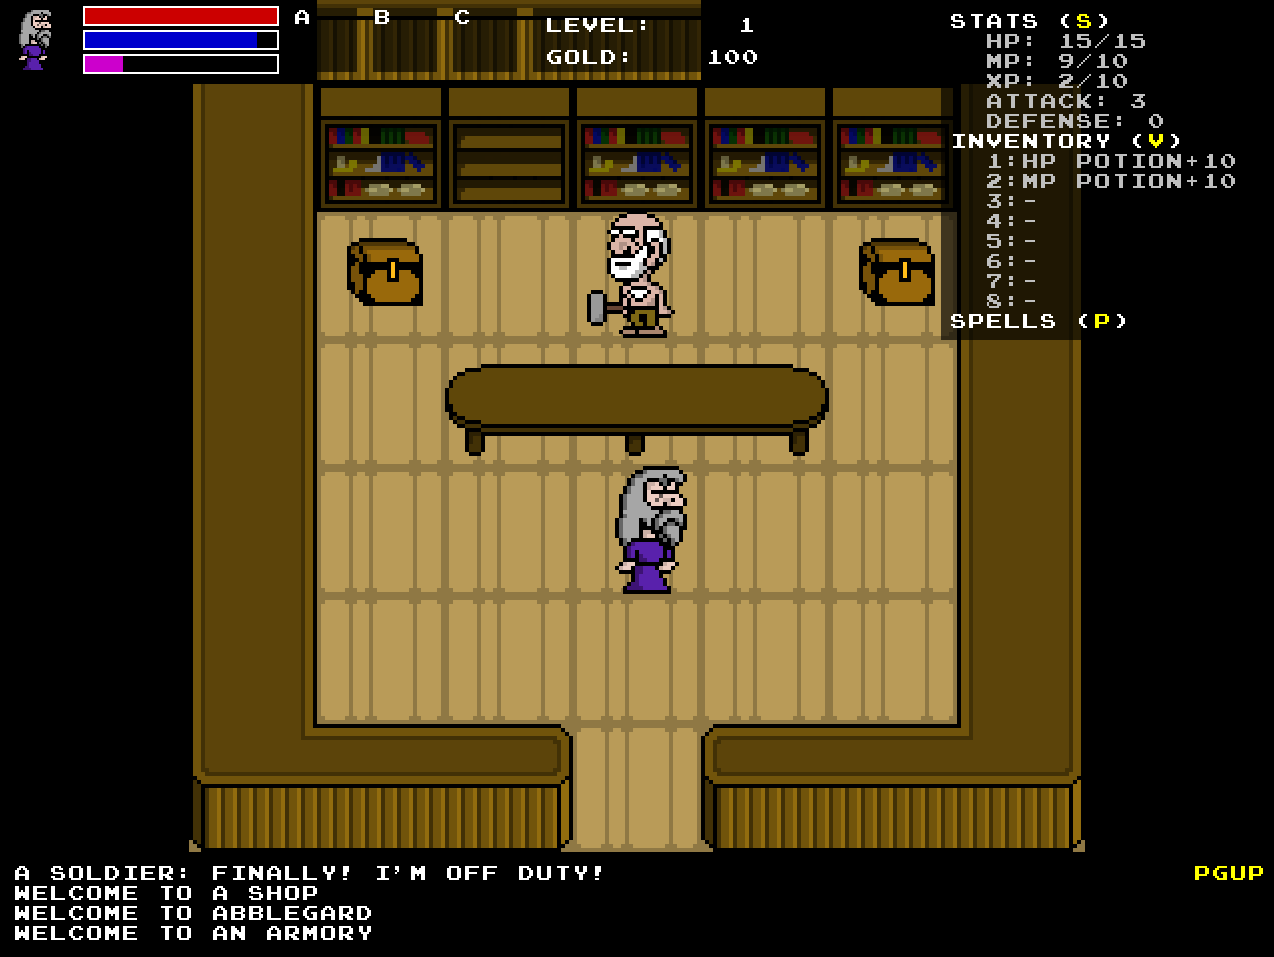 A B C
LEVEL: 1
GOLD: 100
STATS (S)
HP: 15/15
MP: 9/10
XP: 2/10
ATTACK: 3
DEFENSE: 0
INVENTORY (V)
1:HP POTION+10
2:MP POTION+10
3:-
4:-
5:-
6:-
7:-
8:-
SPELLS (P)
A SOLDIER: FINALLY! I'M OFF DUTY!
PGUP
WELCOME TO A SHOP
WELCOME TO ABBLEGARD
WELCOME TO AN ARMORY